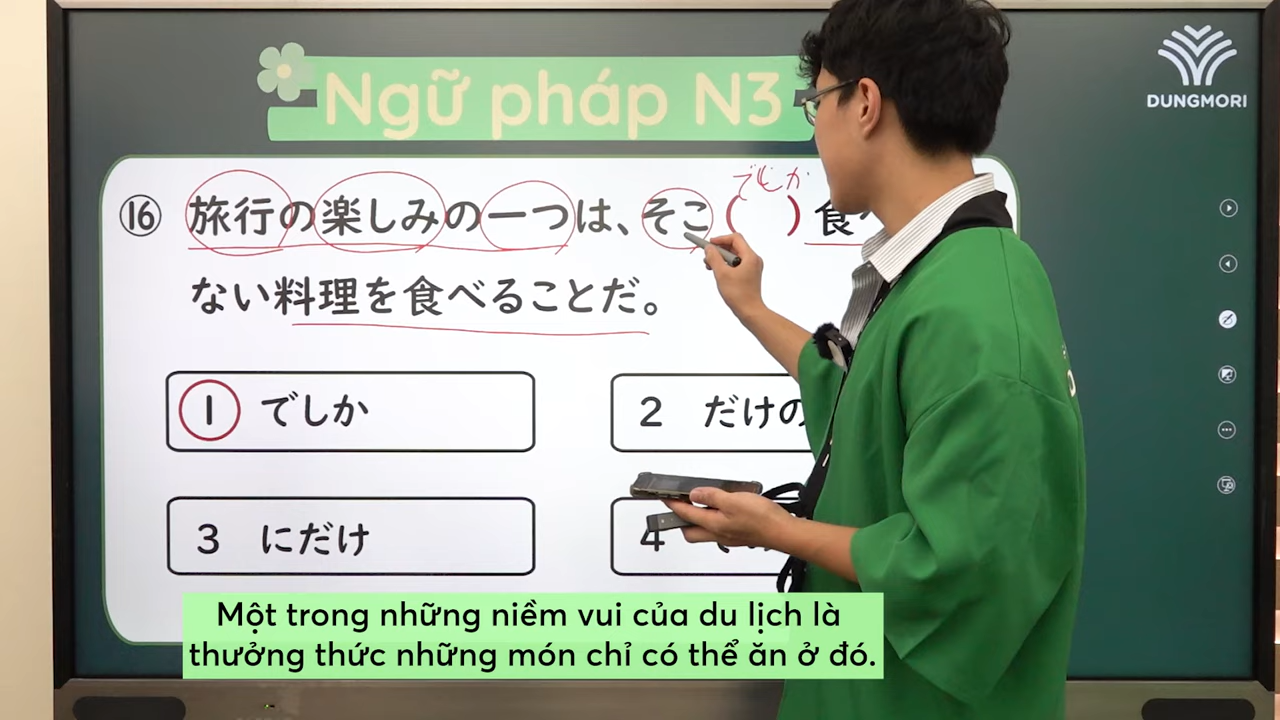 Ngữ pháp N3
DUNGMORI
でしか
⑯ 旅行の楽しみの一つは、そこ( )食べ
ない料理を食べることだ。
1 でしか
2 だけの
3 にだけ
4
Một trong những niềm vui của du lịch là
thưởng thức những món chỉ có thể ăn ở đó.